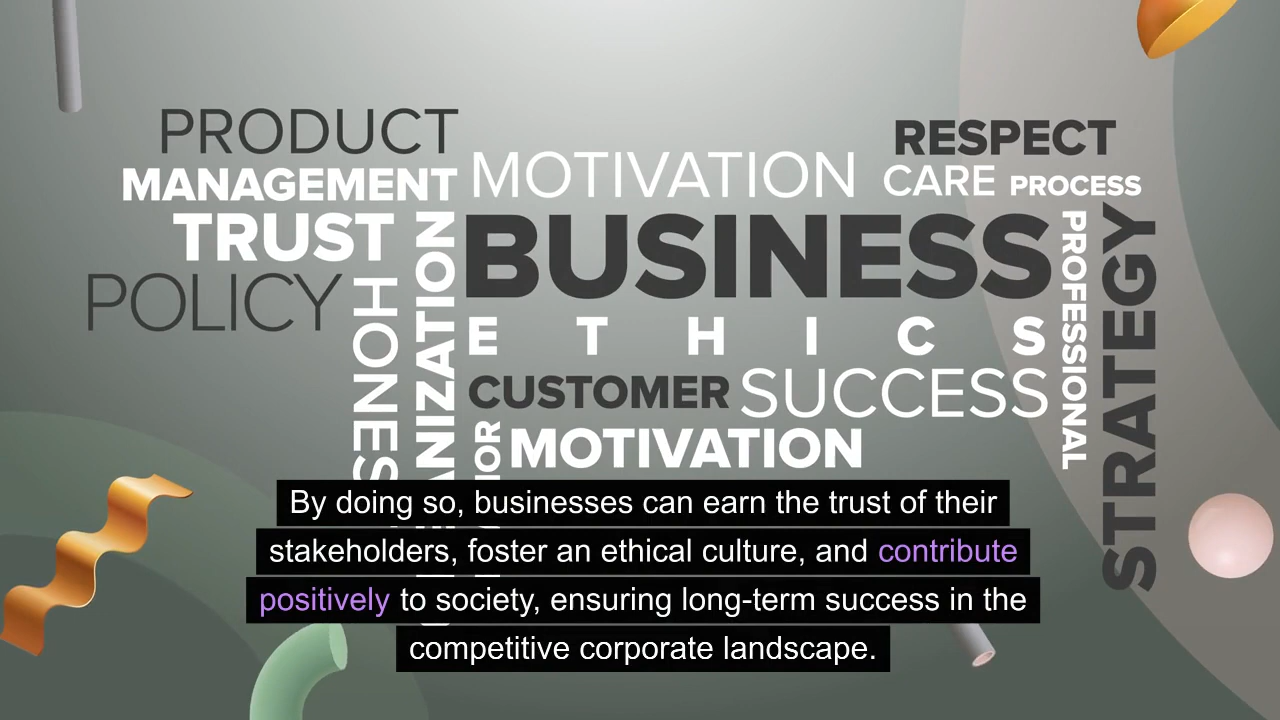 PRODUCT
MANAGEMENT
TRUST
POLICY
MOTIVATION
RESPECT
CARE PROCESS
BUSINESS
ETHICS
CUSTOMER SUCCESS
MOTIVATION
PROFESSIONAL
STRATEGY
By doing so, businesses can earn the trust of their
stakeholders, foster an ethical culture, and contribute
positively to society, ensuring long-term success in the
competitive corporate landscape.